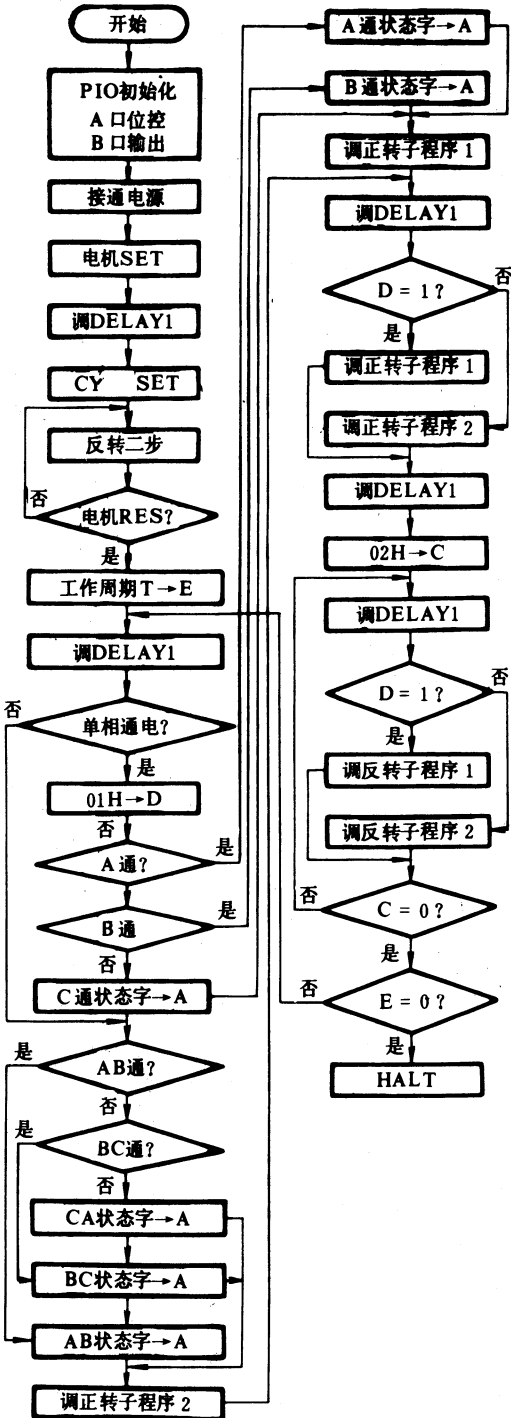 开始
PIO初始化
A口位控
B口输出
接通电源
电机SET
调DELAY1
CY SET
反转二步
否
电机RES?
是
工作周期T→E
调DELAY1
否
单相通电?
是
01H→D
否
A通?
是
B通
是
否
C通状态字→A
是
AB通?
否
是
BC通?
否
CA状态字→A
BC状态字→A
AB状态字→A
调正转子程序2
A通状态字→A
B通状态字→A
调正转子程序1
调DELAY1
D=1?
否
是
调正转子程序1
调正转子程序2
调DELAY1
02H→C
调DELAY1
D=1?
否
是
调反转子程序1
调反转子程序2
否
C=0?
是
否
E=0?
是
HALT